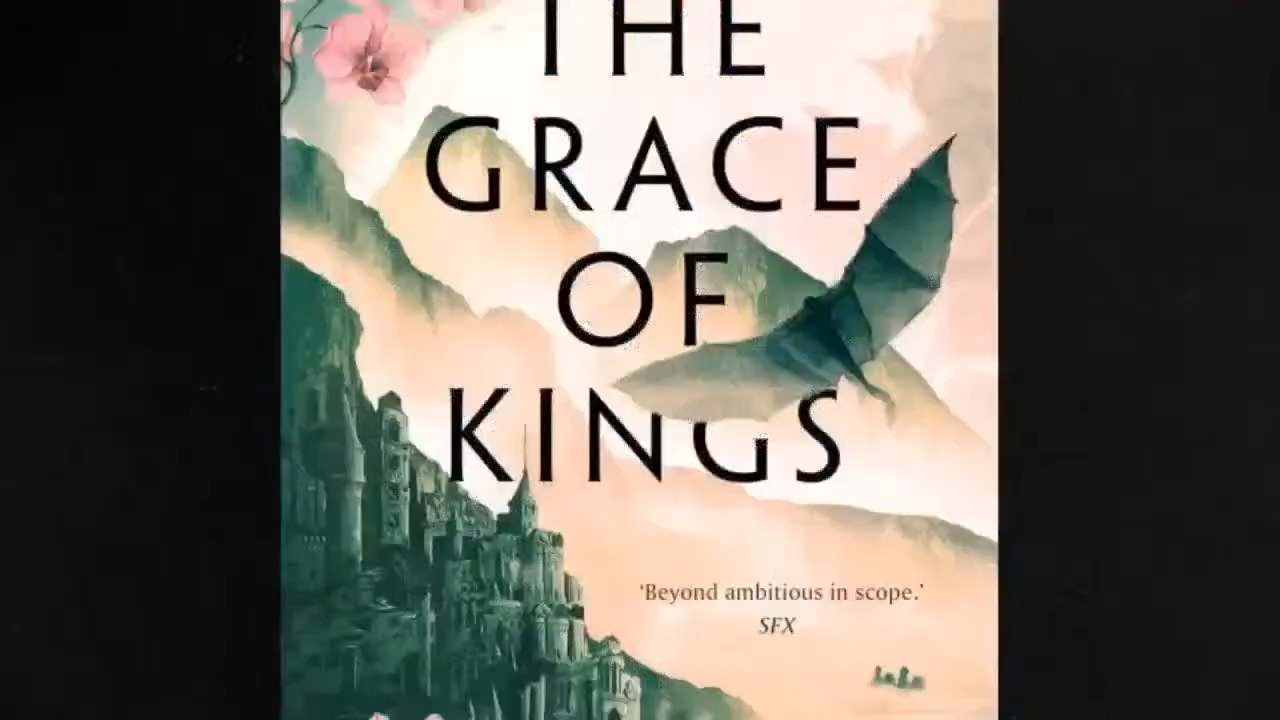 THE
GRACE
OF
KINGS
‘Beyond ambitious in scope.’
SFX